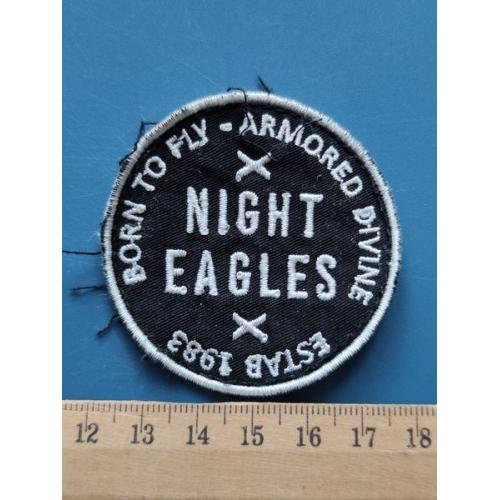 BORN TO FLY - ARMORED DIVINE
X
NIGHT
EAGLES
X
ESTAB 1983
12 13 14 15 16 17 18